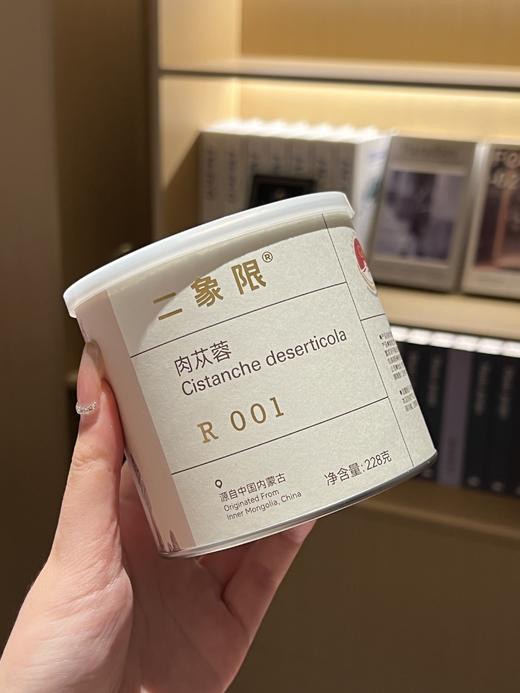 二象限®
肉苁蓉
Cistanche deserticola
R 001
源自中国内蒙古
Originated From
Inner Mongolia, China
净含量:228克